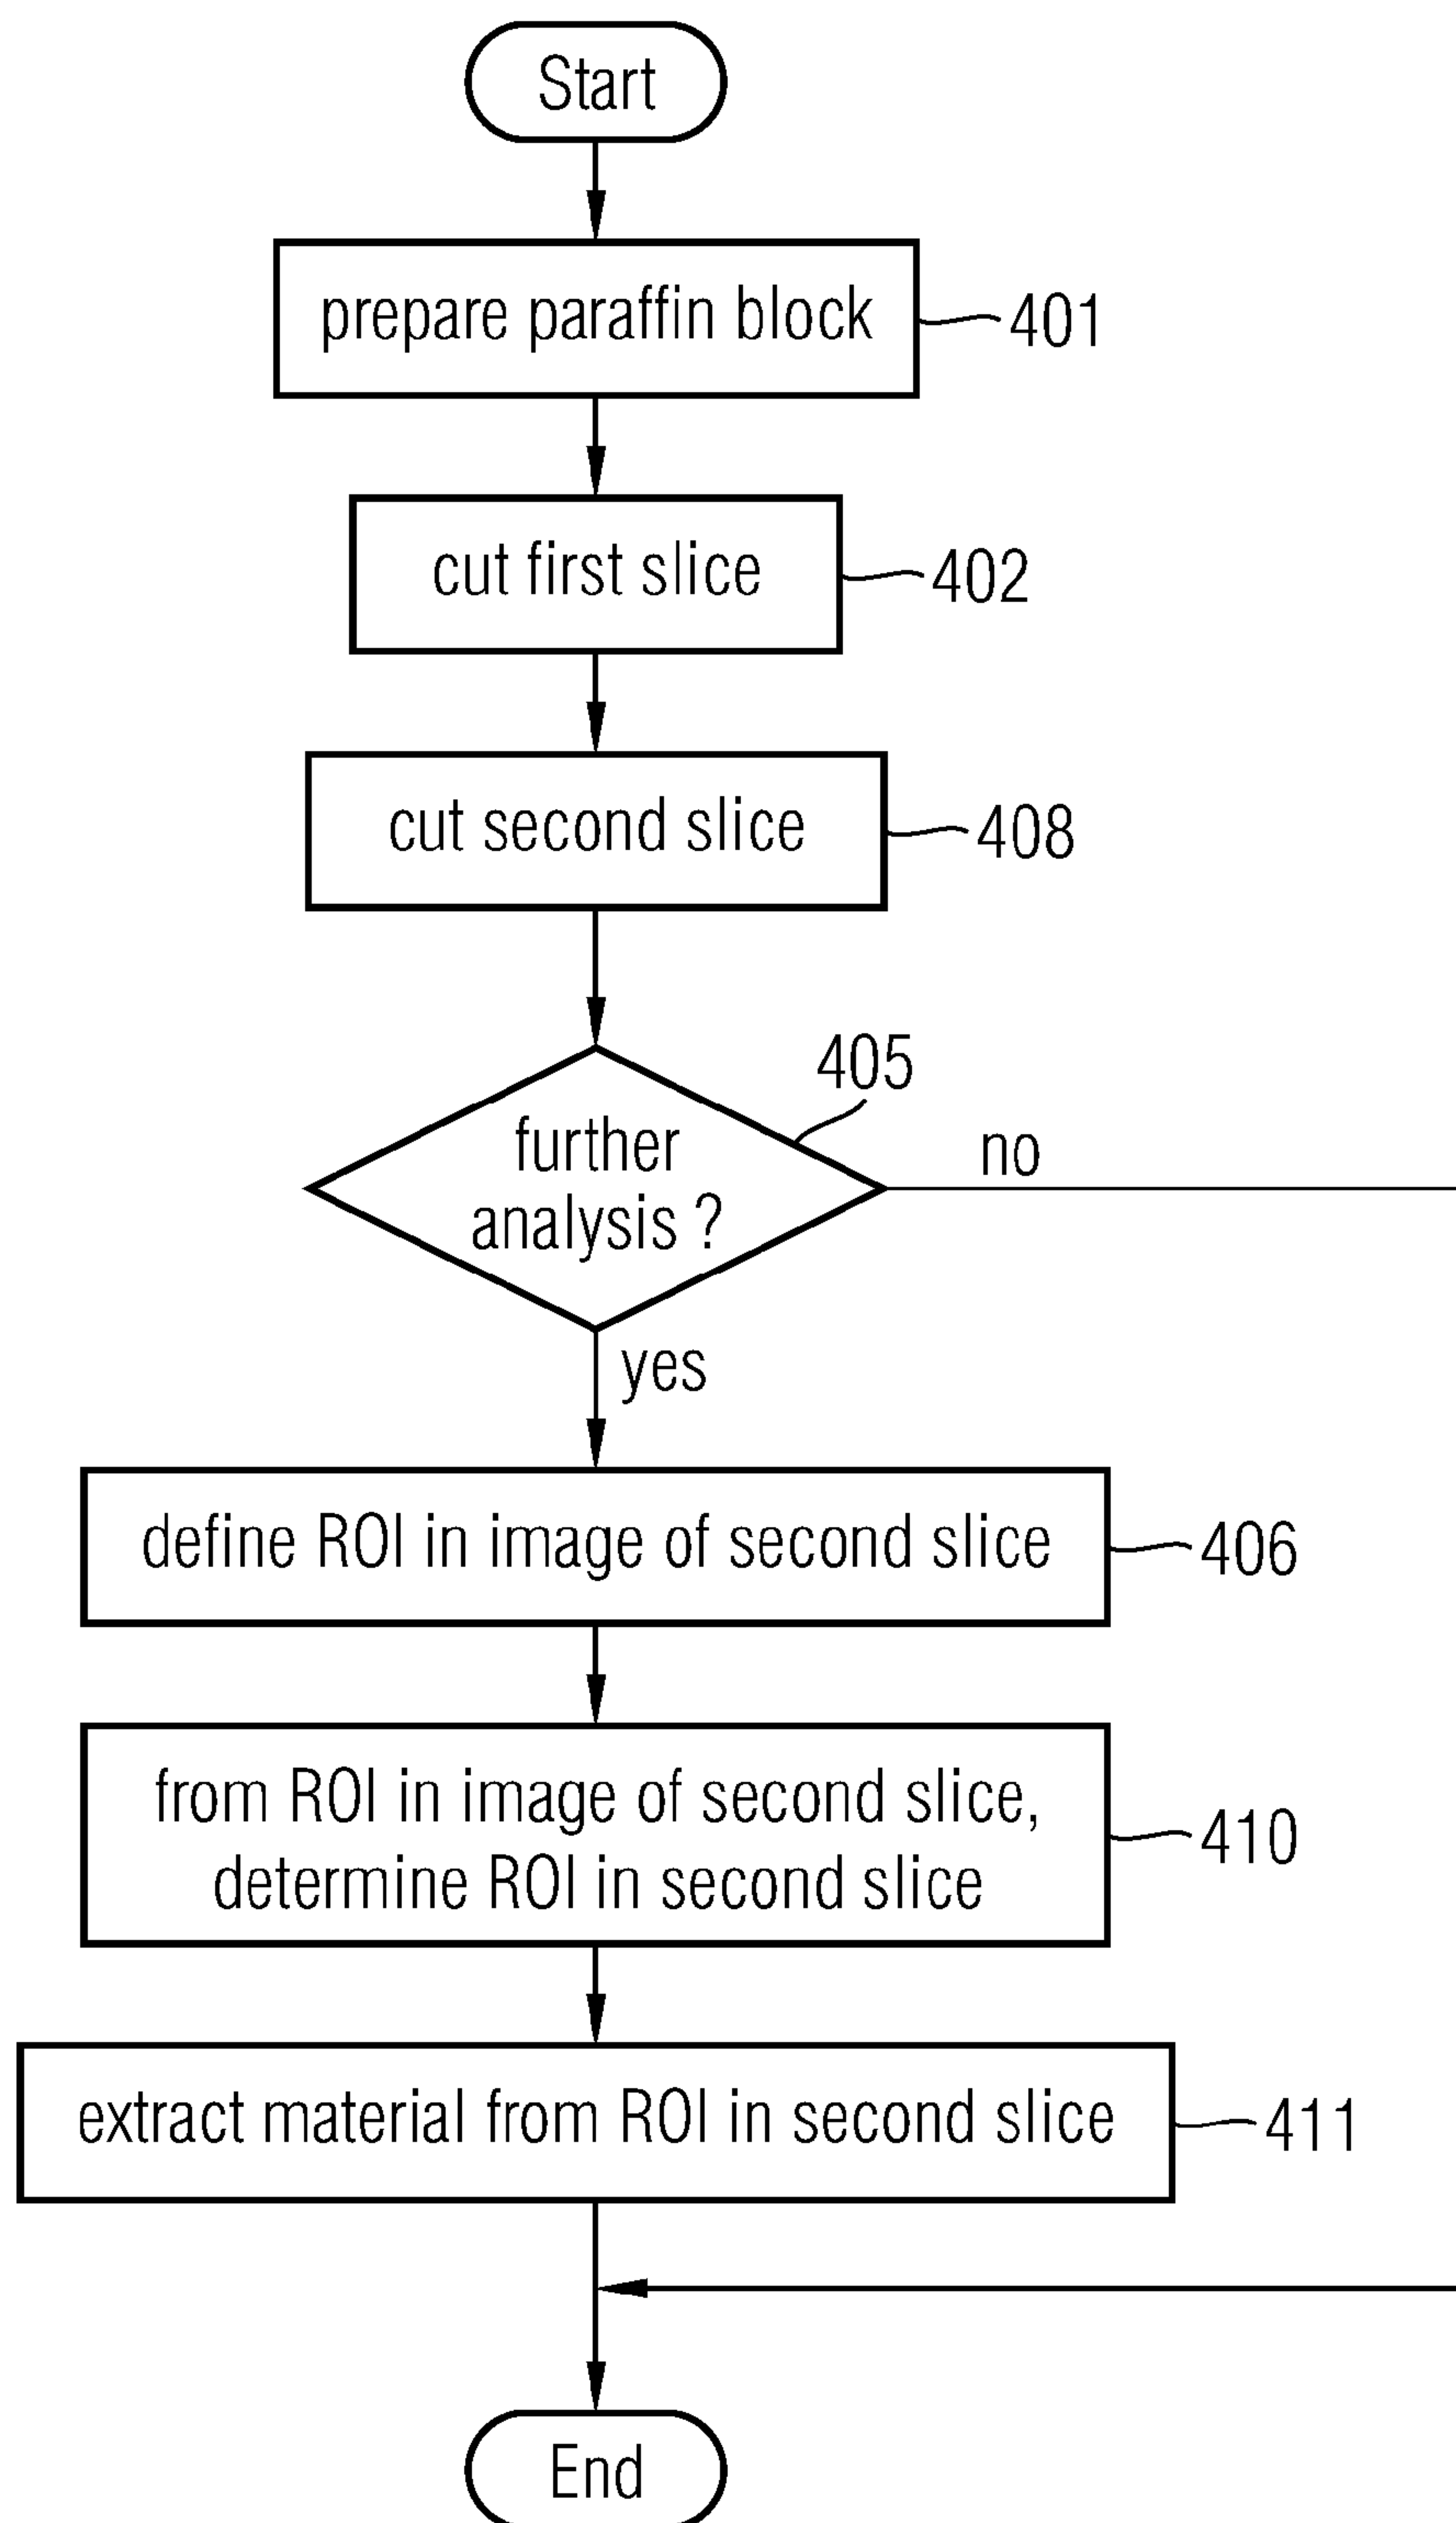 Start
prepare paraffin block
401
cut first slice
402
cut second slice
408
405
further
analysis ?
no
yes
define ROI in image of second slice
406
from ROI in image of second slice,
determine ROI in second slice
410
extract material from ROI in second slice
411
End